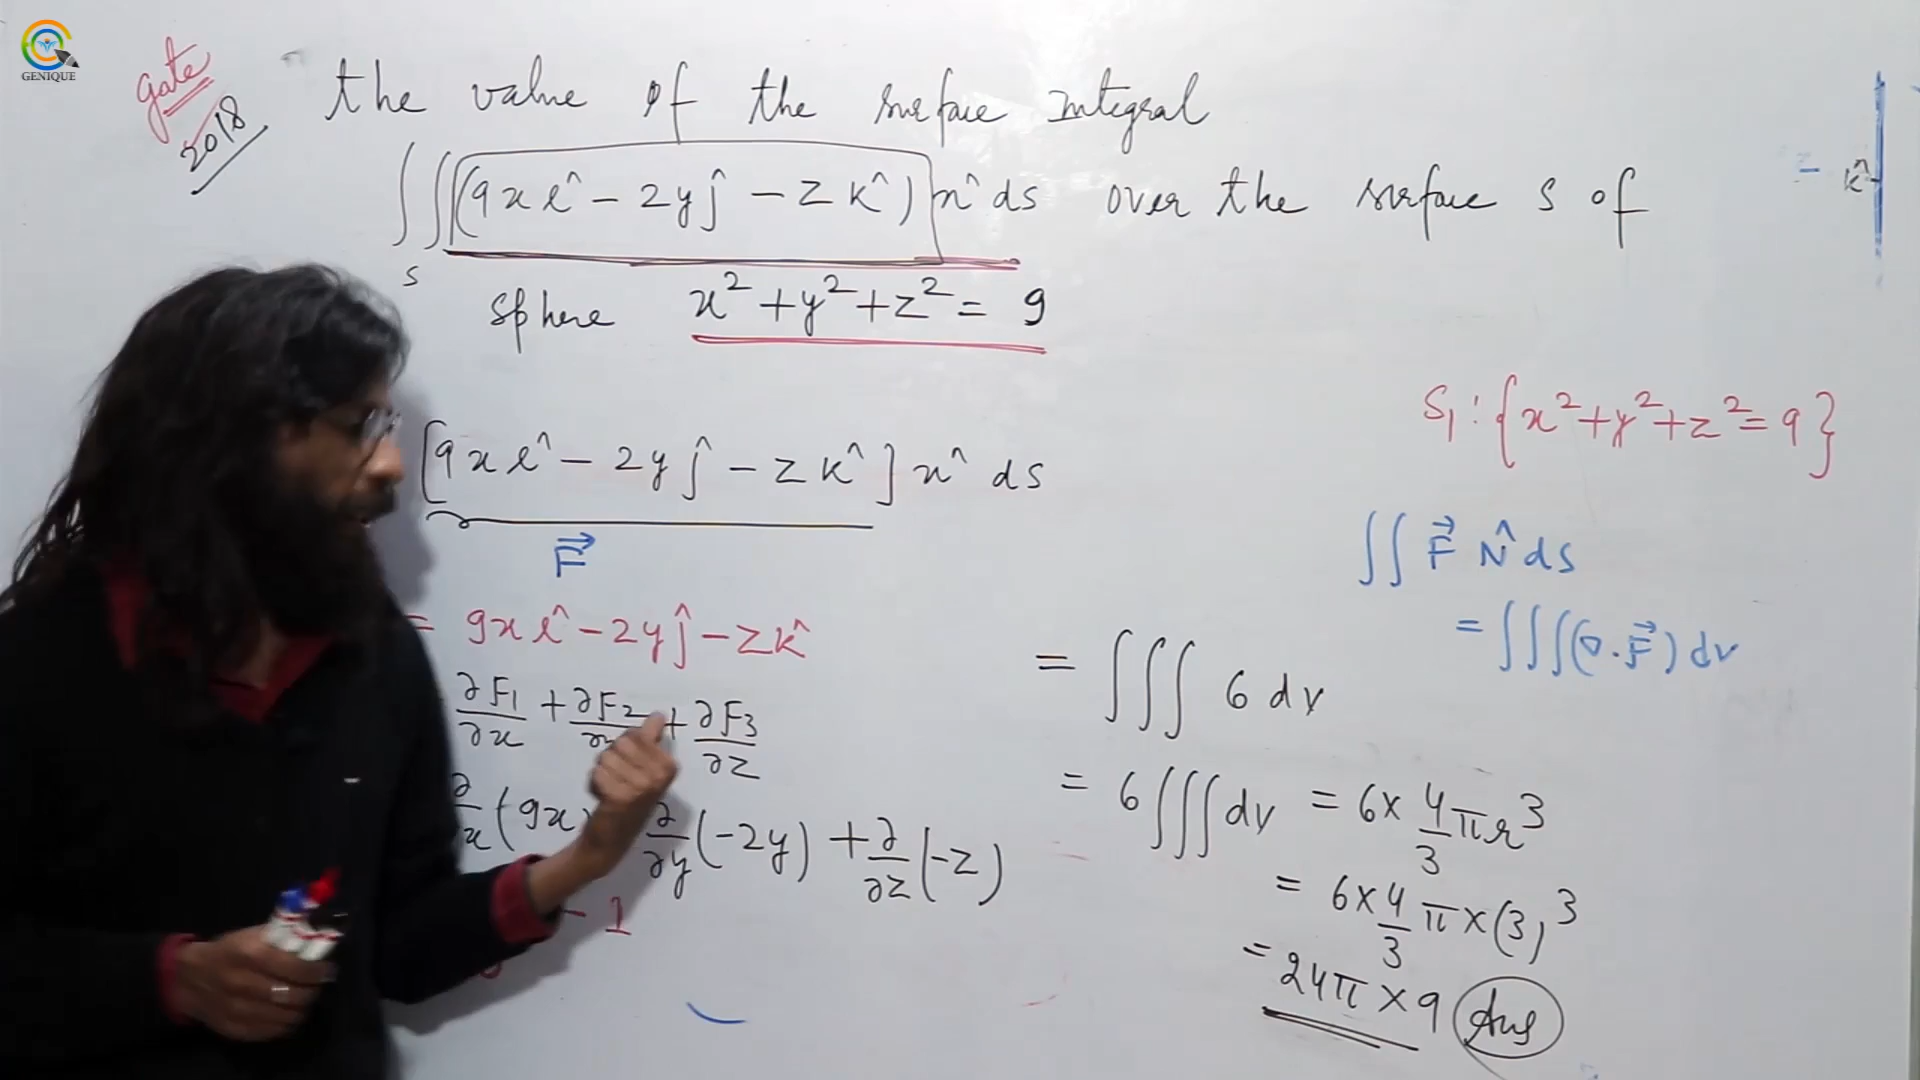 GENIQUE
Gate
2018
the value of the surface integral
∫∫ (9x î - 2y ĵ - z k̂) n̂ ds over the surface S of
S
sphere x² + y² + z² = 9
[9x î - 2y ĵ - z k̂] n̂ ds
F⃗
= 9x î - 2y ĵ - z k̂
∂F₁/∂x + ∂F₂/∂y + ∂F₃/∂z
(9x) ∂/∂y (-2y) + ∂/∂z (-z)
- 1
= k̂
S₁ : {x² + y² + z² = 9}
∫∫ F⃗ N̂ ds
= ∫∫∫ (∇ . F⃗) dv
= ∫∫∫ 6 dv
= 6 ∫∫∫ dv = 6 × 4/3 π r³
= 6 × 4/3 π × (3)³
= 24π × 9 Ans